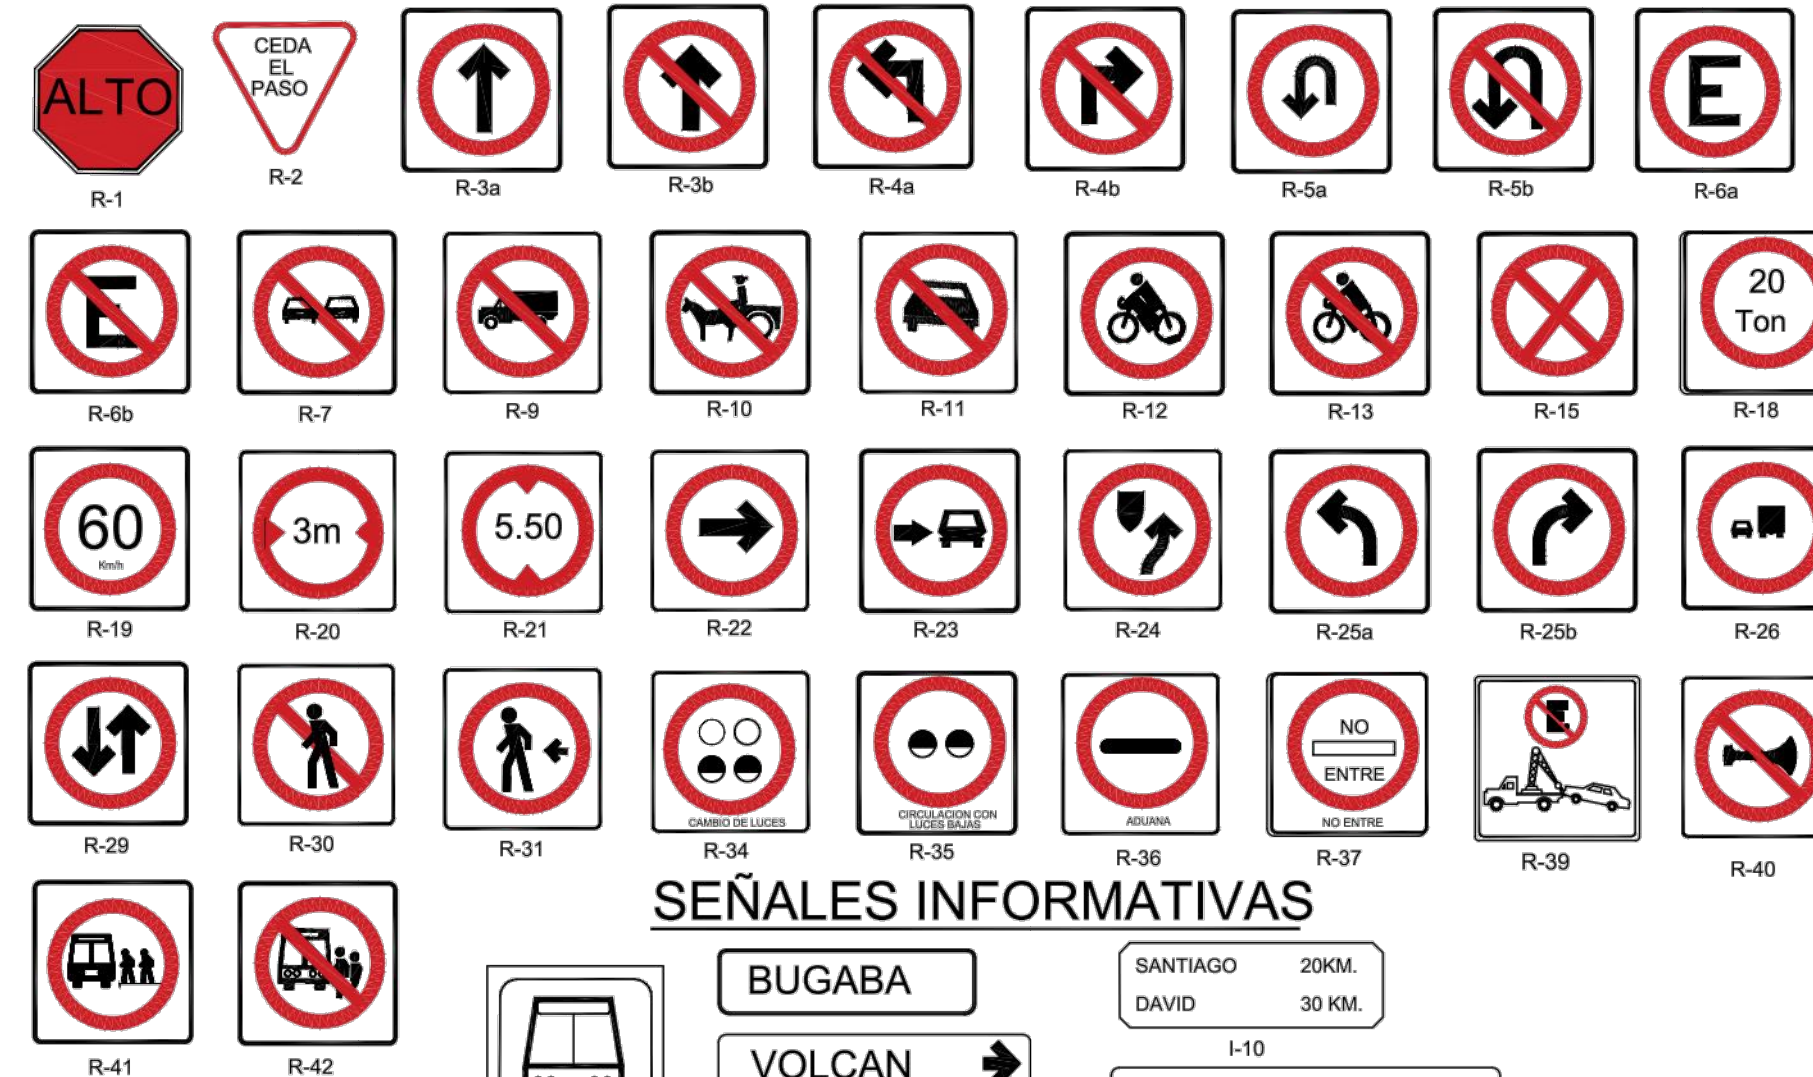 ALTO
R-1
CEDA
EL
PASO
R-2
R-3a
R-3b
R-4a
R-4b
R-5a
R-5b
E
R-6a
E
R-6b
R-7
R-9
R-10
R-11
R-12
R-13
R-15
20
Ton
R-18
60
Km/h
R-19
3m
R-20
5.50
R-21
R-22
R-23
R-24
R-25a
R-25b
R-26
R-29
R-30
R-31
CAMBIO DE LUCES
R-34
CIRCULACION CON
LUCES BAJAS
R-35
ADUANA
R-36
NO
ENTRE
NO ENTRE
R-37
E
R-39
R-40
R-41
R-42
SEÑALES INFORMATIVAS
BUGABA
VOLCAN
SANTIAGO 20KM.
DAVID 30 KM.
I-10